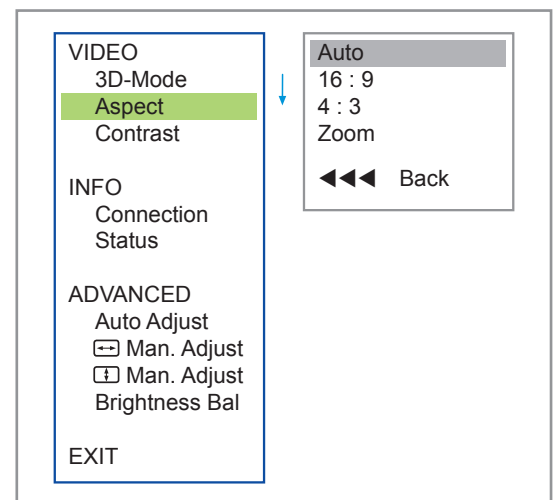 VIDEO
3D-Mode
Aspect
Contrast
INFO
Connection
Status
ADVANCED
Auto Adjust
Man. Adjust
Man. Adjust
Brightness Bal
EXIT
Auto
16 : 9
4 : 3
Zoom
Back